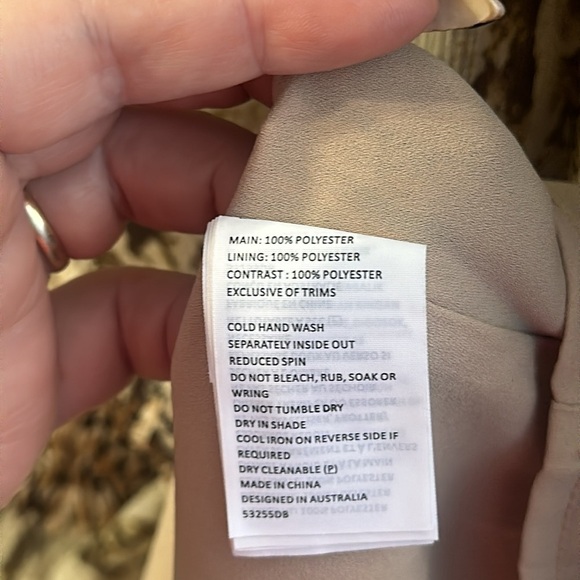 MAIN: 100% POLYESTER
LINING: 100% POLYESTER
CONTRAST : 100% POLYESTER
EXCLUSIVE OF TRIMS
COLD HAND WASH
SEPARATELY INSIDE OUT
REDUCED SPIN
DO NOT BLEACH, RUB, SOAK OR
WRING
DO NOT TUMBLE DRY
DRY IN SHADE
COOL IRON ON REVERSE SIDE IF
REQUIRED
DRY CLEANABLE (P)
MADE IN CHINA
DESIGNED IN AUSTRALIA
53255DB